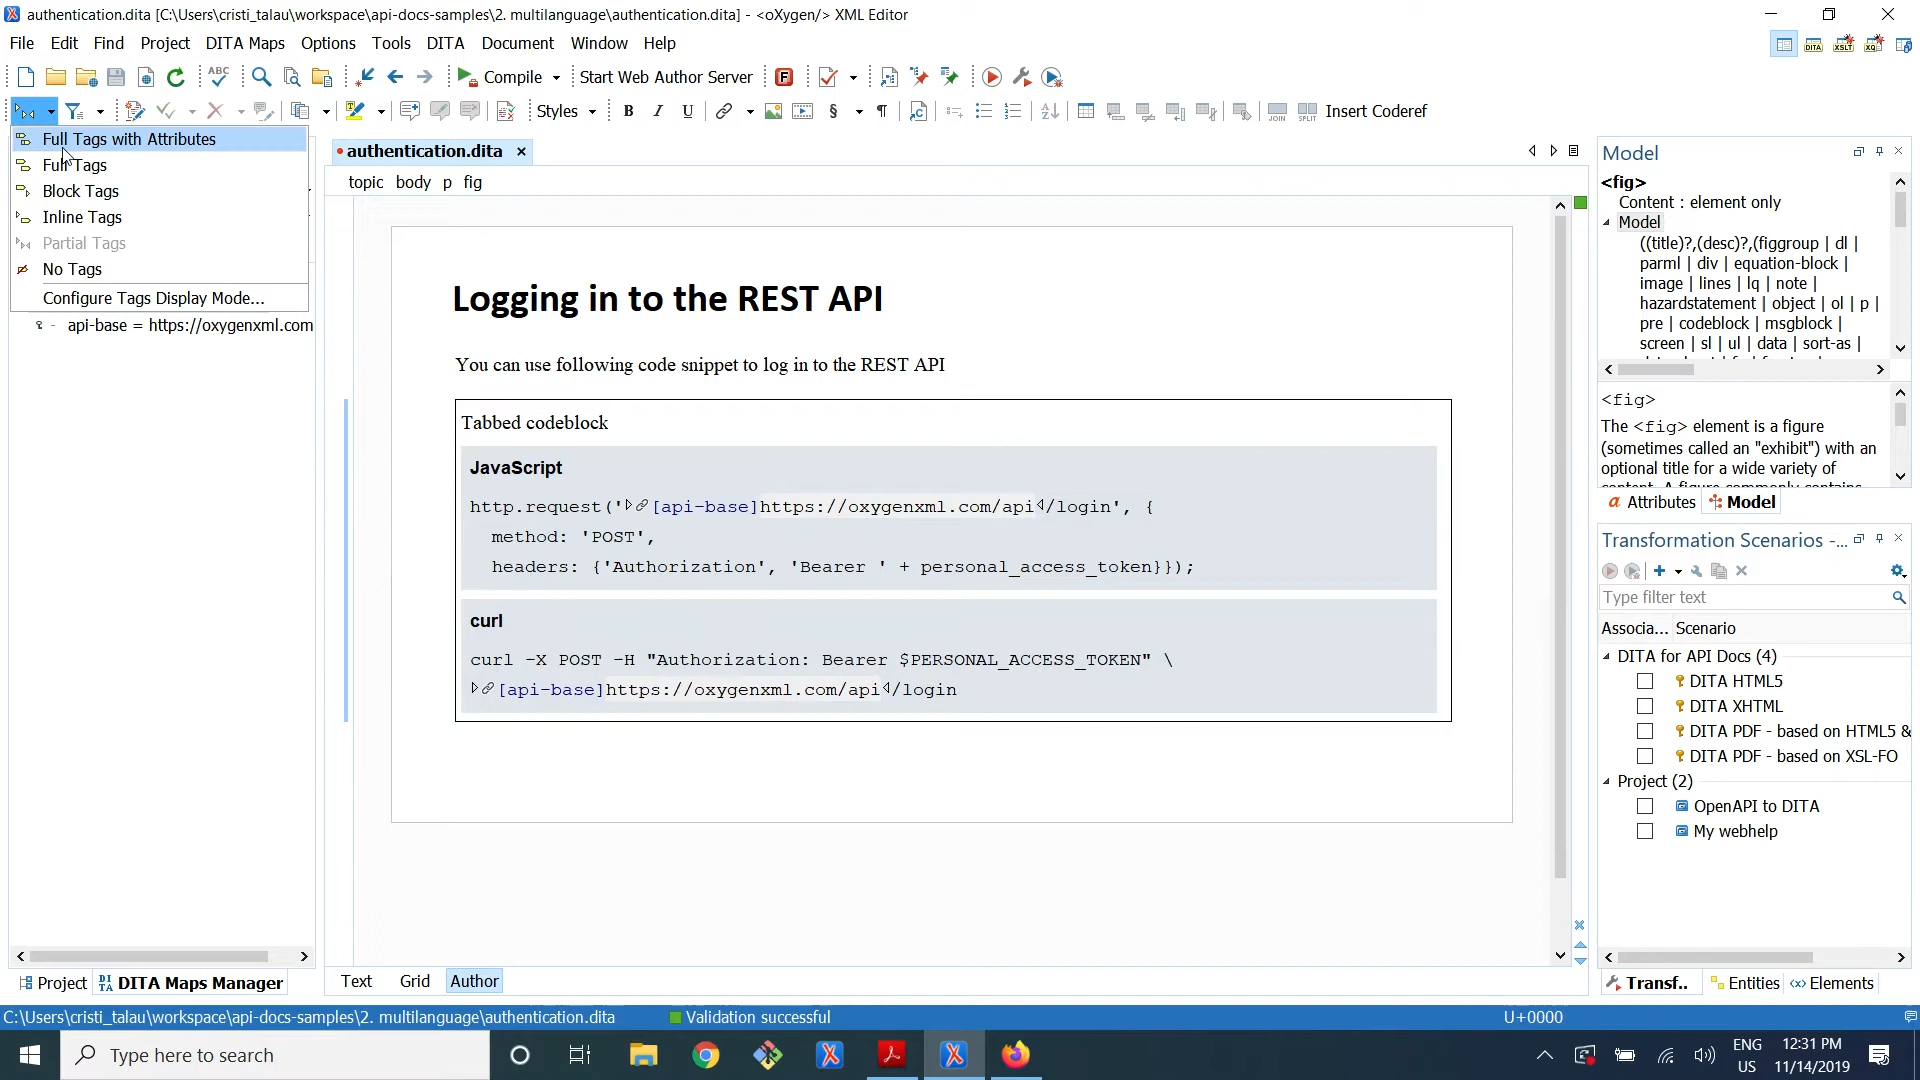 authentication.dita [C:\Users\cristi_talau\workspace\api-docs-samples\2. multilanguage\authentication.dita] - <oXygen/> XML Editor
File Edit Find Project DITA Maps Options Tools DITA Document Window Help
ABC Compile Start Web Author Server
Styles B I U § ¶ Insert Coderef
Full Tags with Attributes
Full Tags
Block Tags
Inline Tags
Partial Tags
No Tags
Configure Tags Display Mode...
api-base = https://oxygenxml.com
Project DITA Maps Manager
authentication.dita
topic body p fig
Logging in to the REST API
You can use following code snippet to log in to the REST API
Tabbed codeblock
JavaScript
http.request('[api-base]https://oxygenxml.com/api/login', {
method: 'POST',
headers: {'Authorization', 'Bearer ' + personal_access_token}});
curl
curl -X POST -H "Authorization: Bearer $PERSONAL_ACCESS_TOKEN" \
[api-base]https://oxygenxml.com/api/login
Text Grid Author
Model
<fig>
Content : element only
Model
((title)?,(desc)?,(figgroup | dl |
parml | div | equation-block |
image | lines | lq | note |
hazardstatement | object | ol | p |
pre | codeblock | msgblock |
screen | sl | ul | data | sort-as |
<fig>
The <fig> element is a figure
(sometimes called an "exhibit") with an
optional title for a wide variety of
Attributes Model
Transformation Scenarios -...
Type filter text
Associa... Scenario
DITA for API Docs (4)
DITA HTML5
DITA XHTML
DITA PDF - based on HTML5 &
DITA PDF - based on XSL-FO
Project (2)
OpenAPI to DITA
My webhelp
Transf.. Entities Elements
C:\Users\cristi_talau\workspace\api-docs-samples\2. multilanguage\authentication.dita Validation successful U+0000
Type here to search
ENG
US
12:31 PM
11/14/2019